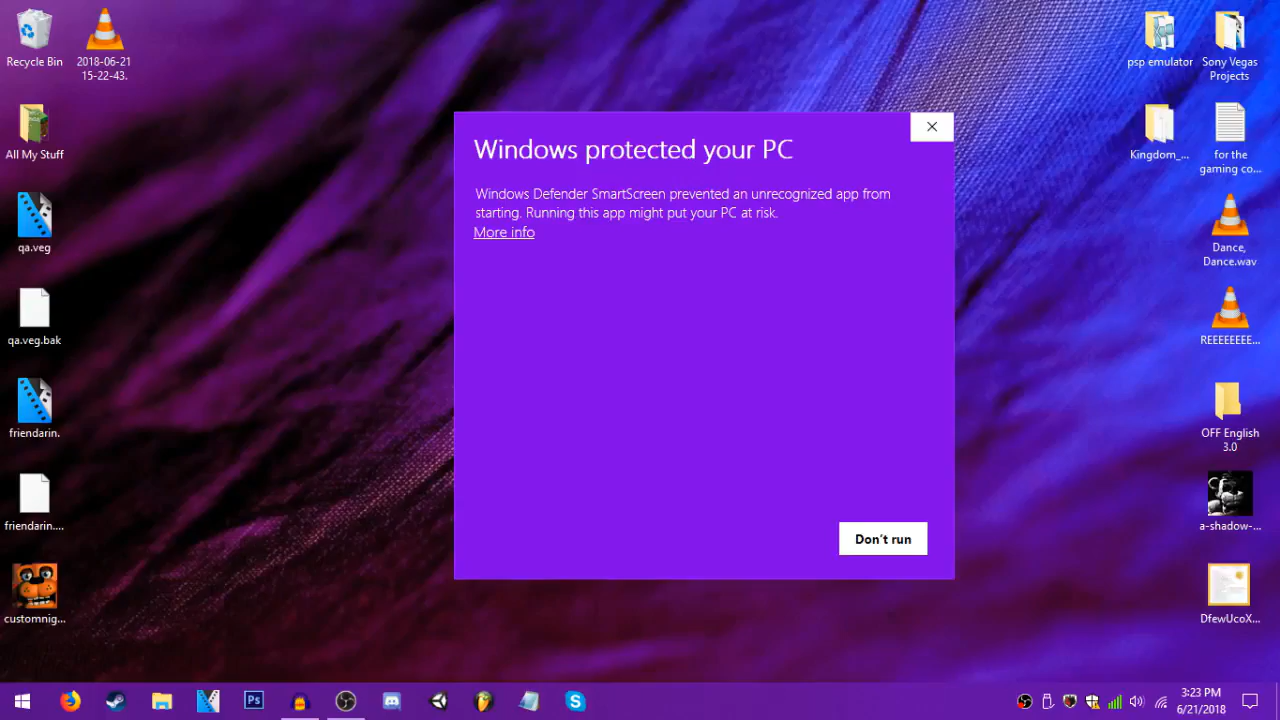 Recycle Bin
2018-06-21
15-22-43.
All My Stuff
qa.veg
qa.veg.bak
friendarin.
friendarin....
customnig...
Windows protected your PC
Windows Defender SmartScreen prevented an unrecognized app from
starting. Running this app might put your PC at risk.
More info
Don't run
psp emulator
Sony Vegas
Projects
Kingdom_...
for the
gaming co...
Dance,
Dance.wav
REEEEEEEE...
OFF English
3.0
a-shadow-...
DfewUcoX...
Ps
3:23 PM
6/21/2018